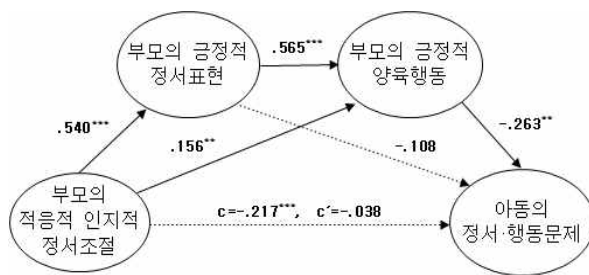 부모의 긍정적
정서표현
.565***
부모의 긍정적
양육행동
.540***
.156**
-.108
-.263**
부모의
적응적 인지적
정서조절
c=-.217***, c´=-.038
아동의
정서·행동문제